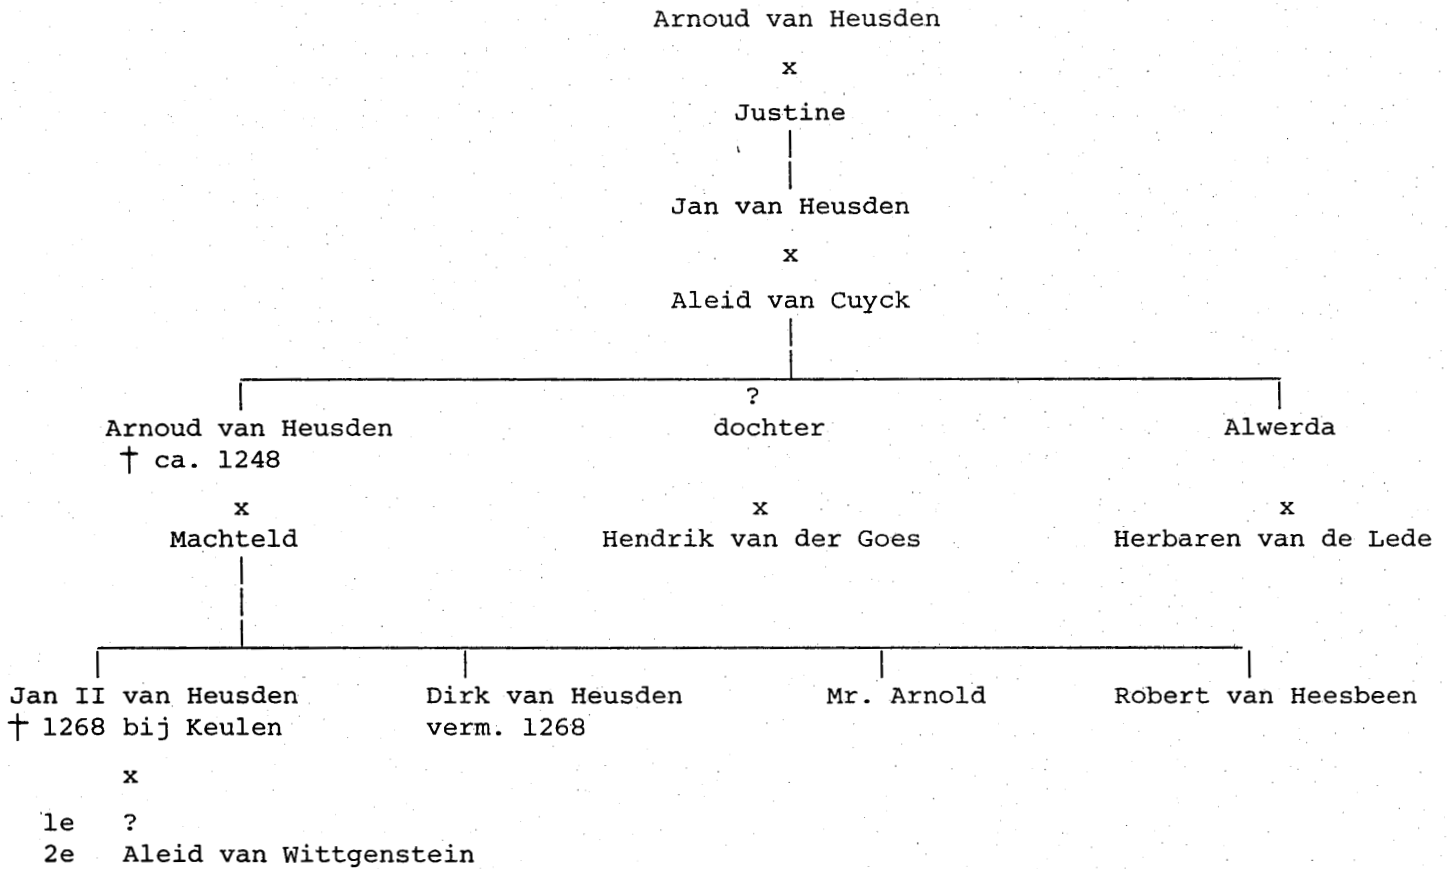 Arnoud van Heusden
x
Justine
Jan van Heusden
x
Aleid van Cuyck
?
Arnoud van Heusden dochter Alwerda
† ca. 1248
x x x
Machteld Hendrik van der Goes Herbaren van de Lede
Jan II van Heusden Dirk van Heusden Mr. Arnold Robert van Heesbeen
† 1268 bij Keulen verm. 1268
x
1e ?
2e Aleid van Wittgenstein